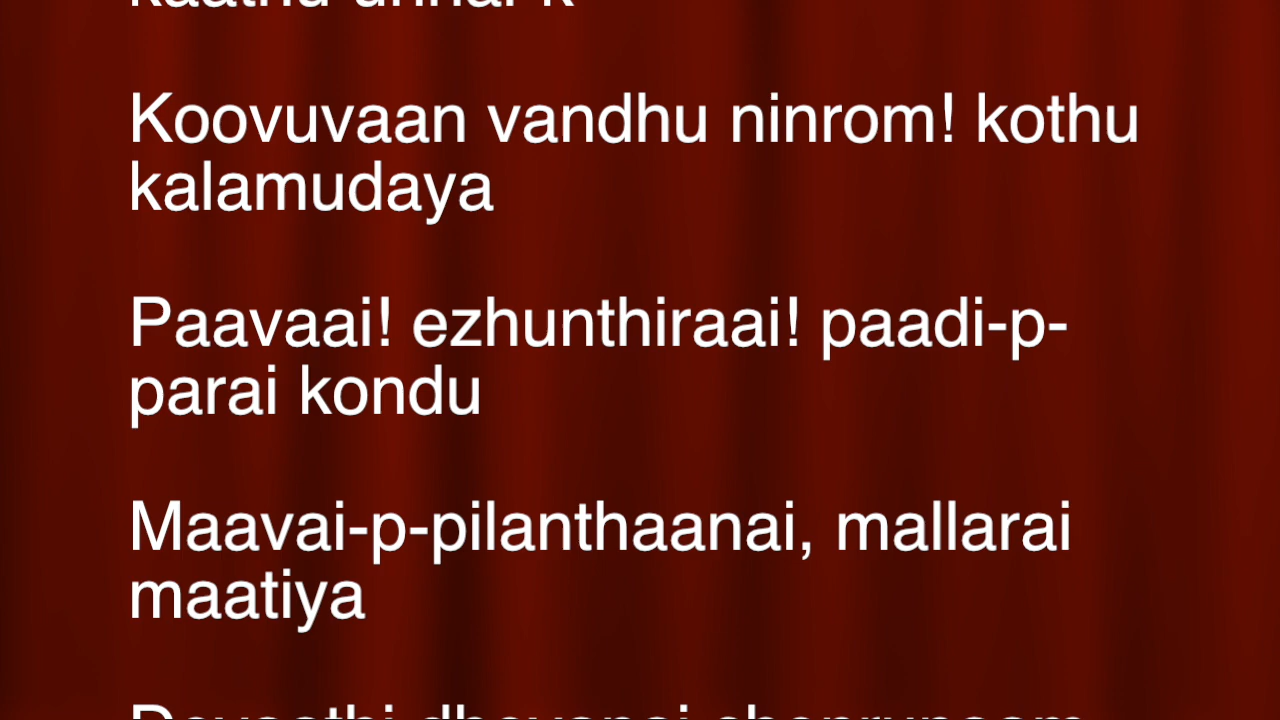 Koovuvaan vandhu ninrom! kothu
kalamudaya
Paavaai! ezhunthiraai! paadi-p-
parai kondu
Maavai-p-pilanthaanai, mallarai
maatiya